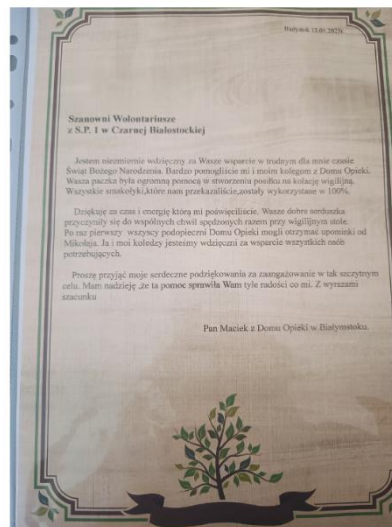 Białystok 13.01.2023r.
Szanowni Wolontariusze
z S.P. 1 w Czarnej Białostockiej
Jestem niezmiernie wdzięczny za Wasze wsparcie w trudnym dla mnie czasie
Świąt Bożego Narodzenia. Bardzo pomogliście mi i moim kolegom z Domu Opieki.
Wasza paczka była ogromną pomocą w stworzeniu posiłku na kolację wigilijną.
Wszystkie smakołyki,które nam przekazaliście,zostały wykorzystane w 100%.
Dziękuję za czas i energię którą mi poświęciliście. Wasze dobre serduszka
przyczyniły się do wspólnych chwil spędzonych razem przy wigilijnym stole.
Po raz pierwszy wszyscy podopieczni Domu Opieki mogli otrzymać upominki od
Mikołaja. Ja i moi koledzy jesteśmy wdzięczni za wsparcie wszystkich osób
potrzebujących.
Proszę przyjąć moje serdeczne podziękowania za zaangażowanie w tak szczytnym
celu. Mam nadzieję ,że ta pomoc sprawiła Wam tyle radości co mi. Z wyrazami
szacunku
Pan Maciek z Domu Opieki w Białymstoku.